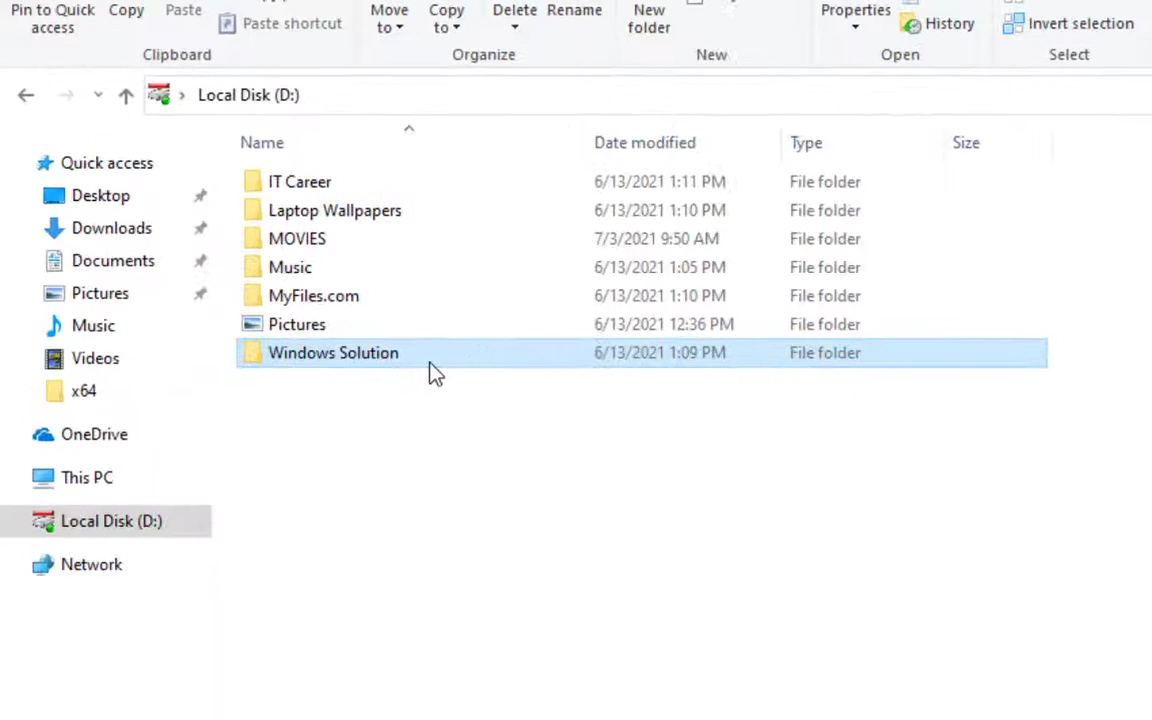 Pin to Quick access
Copy
Paste
Paste shortcut
Move to
Copy to
Delete
Rename
New folder
Properties
History
Invert selection
Clipboard
Organize
New
Open
Select
Local Disk (D:)
Name
Date modified
Type
Size
Quick access
Desktop
Downloads
Documents
Pictures
Music
Videos
x64
OneDrive
This PC
Local Disk (D:)
Network
IT Career 6/13/2021 1:11 PM File folder
Laptop Wallpapers 6/13/2021 1:10 PM File folder
MOVIES 7/3/2021 9:50 AM File folder
Music 6/13/2021 1:05 PM File folder
MyFiles.com 6/13/2021 1:10 PM File folder
Pictures 6/13/2021 12:36 PM File folder
Windows Solution 6/13/2021 1:09 PM File folder